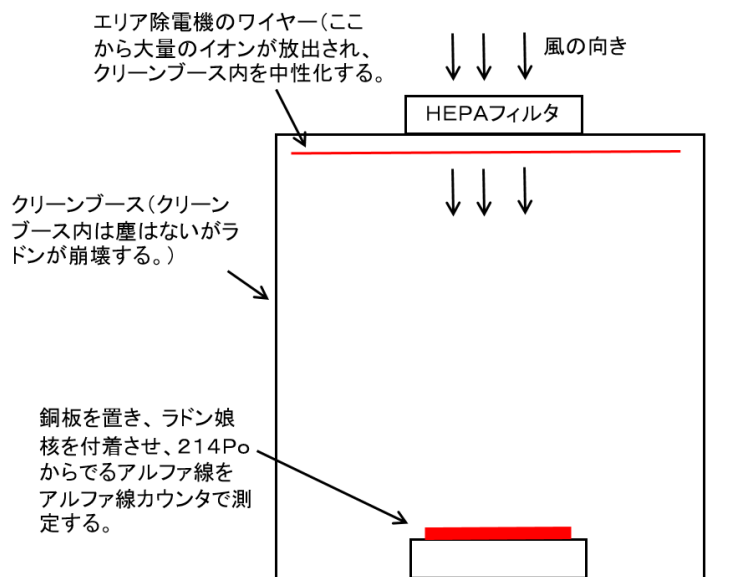 エリア除電機のワイヤー(ここ
から大量のイオンが放出され、
クリーンブース内を中性化する。
風の向き
HEPAフィルタ
クリーンブース(クリーン
ブース内は塵はないがラ
ドンが崩壊する。)
銅板を置き、ラドン娘
核を付着させ、214Po
からでるアルファ線を
アルファ線カウンタで測
定する。